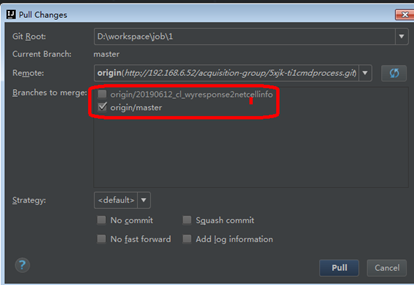 Pull Changes
Git Root: D:\workspace\job\1
Current Branch: master
Remote: origin(http://192.168.6.52/acquisition-group/5xjk-ti1cmdprocess.git)
Branches to merge: origin/20190612_cl_wyresponse2netcellinfo
origin/master
Strategy: <default>
No commit Squash commit
No fast forward Add log information
? Pull Cancel